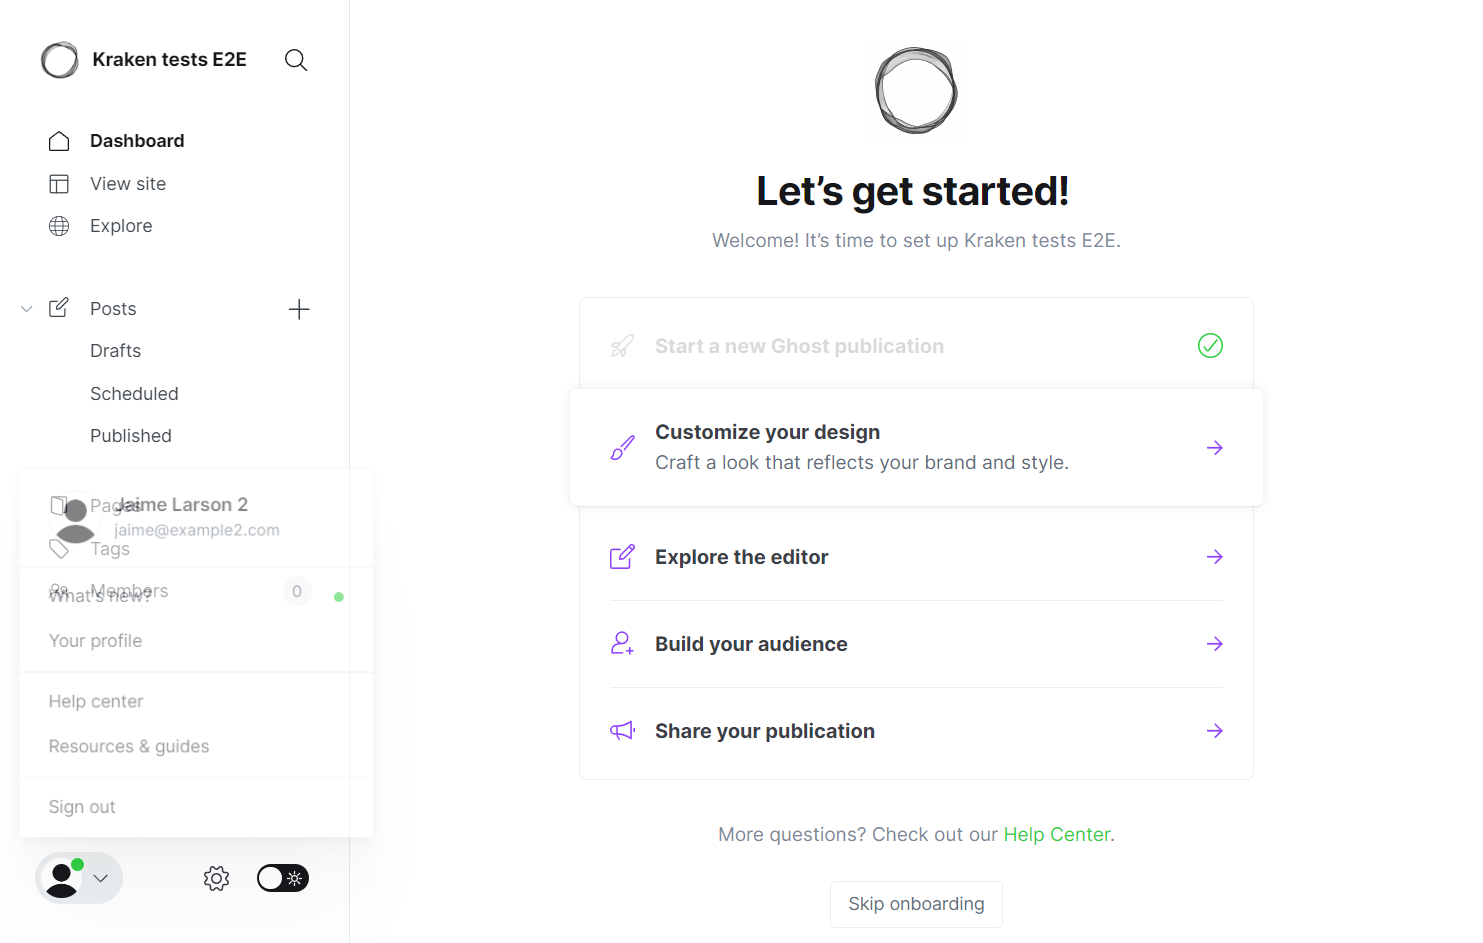 Kraken tests E2E
Dashboard
View site
Explore
Posts
Drafts
Scheduled
Published
Pages
Jaime Larson 2
jaime@example2.com
Tags
Members
0
What's new?
Your profile
Help center
Resources & guides
Sign out
Let’s get started!
Welcome! It’s time to set up Kraken tests E2E.
Start a new Ghost publication
Customize your design
Craft a look that reflects your brand and style.
Explore the editor
Build your audience
Share your publication
More questions? Check out our Help Center.
Skip onboarding